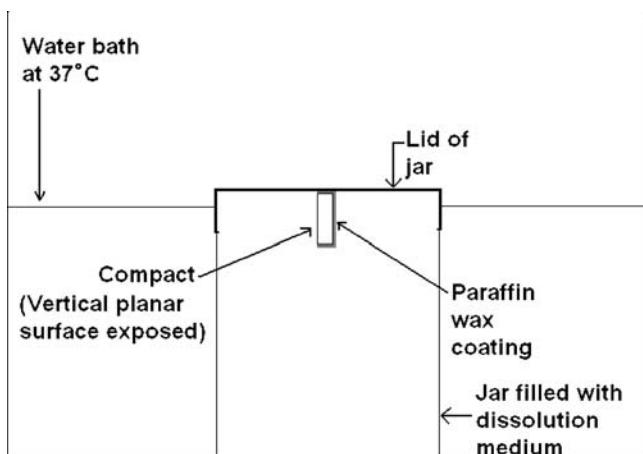 Water bath
at 37°C
Lid of
jar
Compact
(Vertical planar
surface exposed)
Paraffin
wax
coating
Jar filled with
dissolution
medium